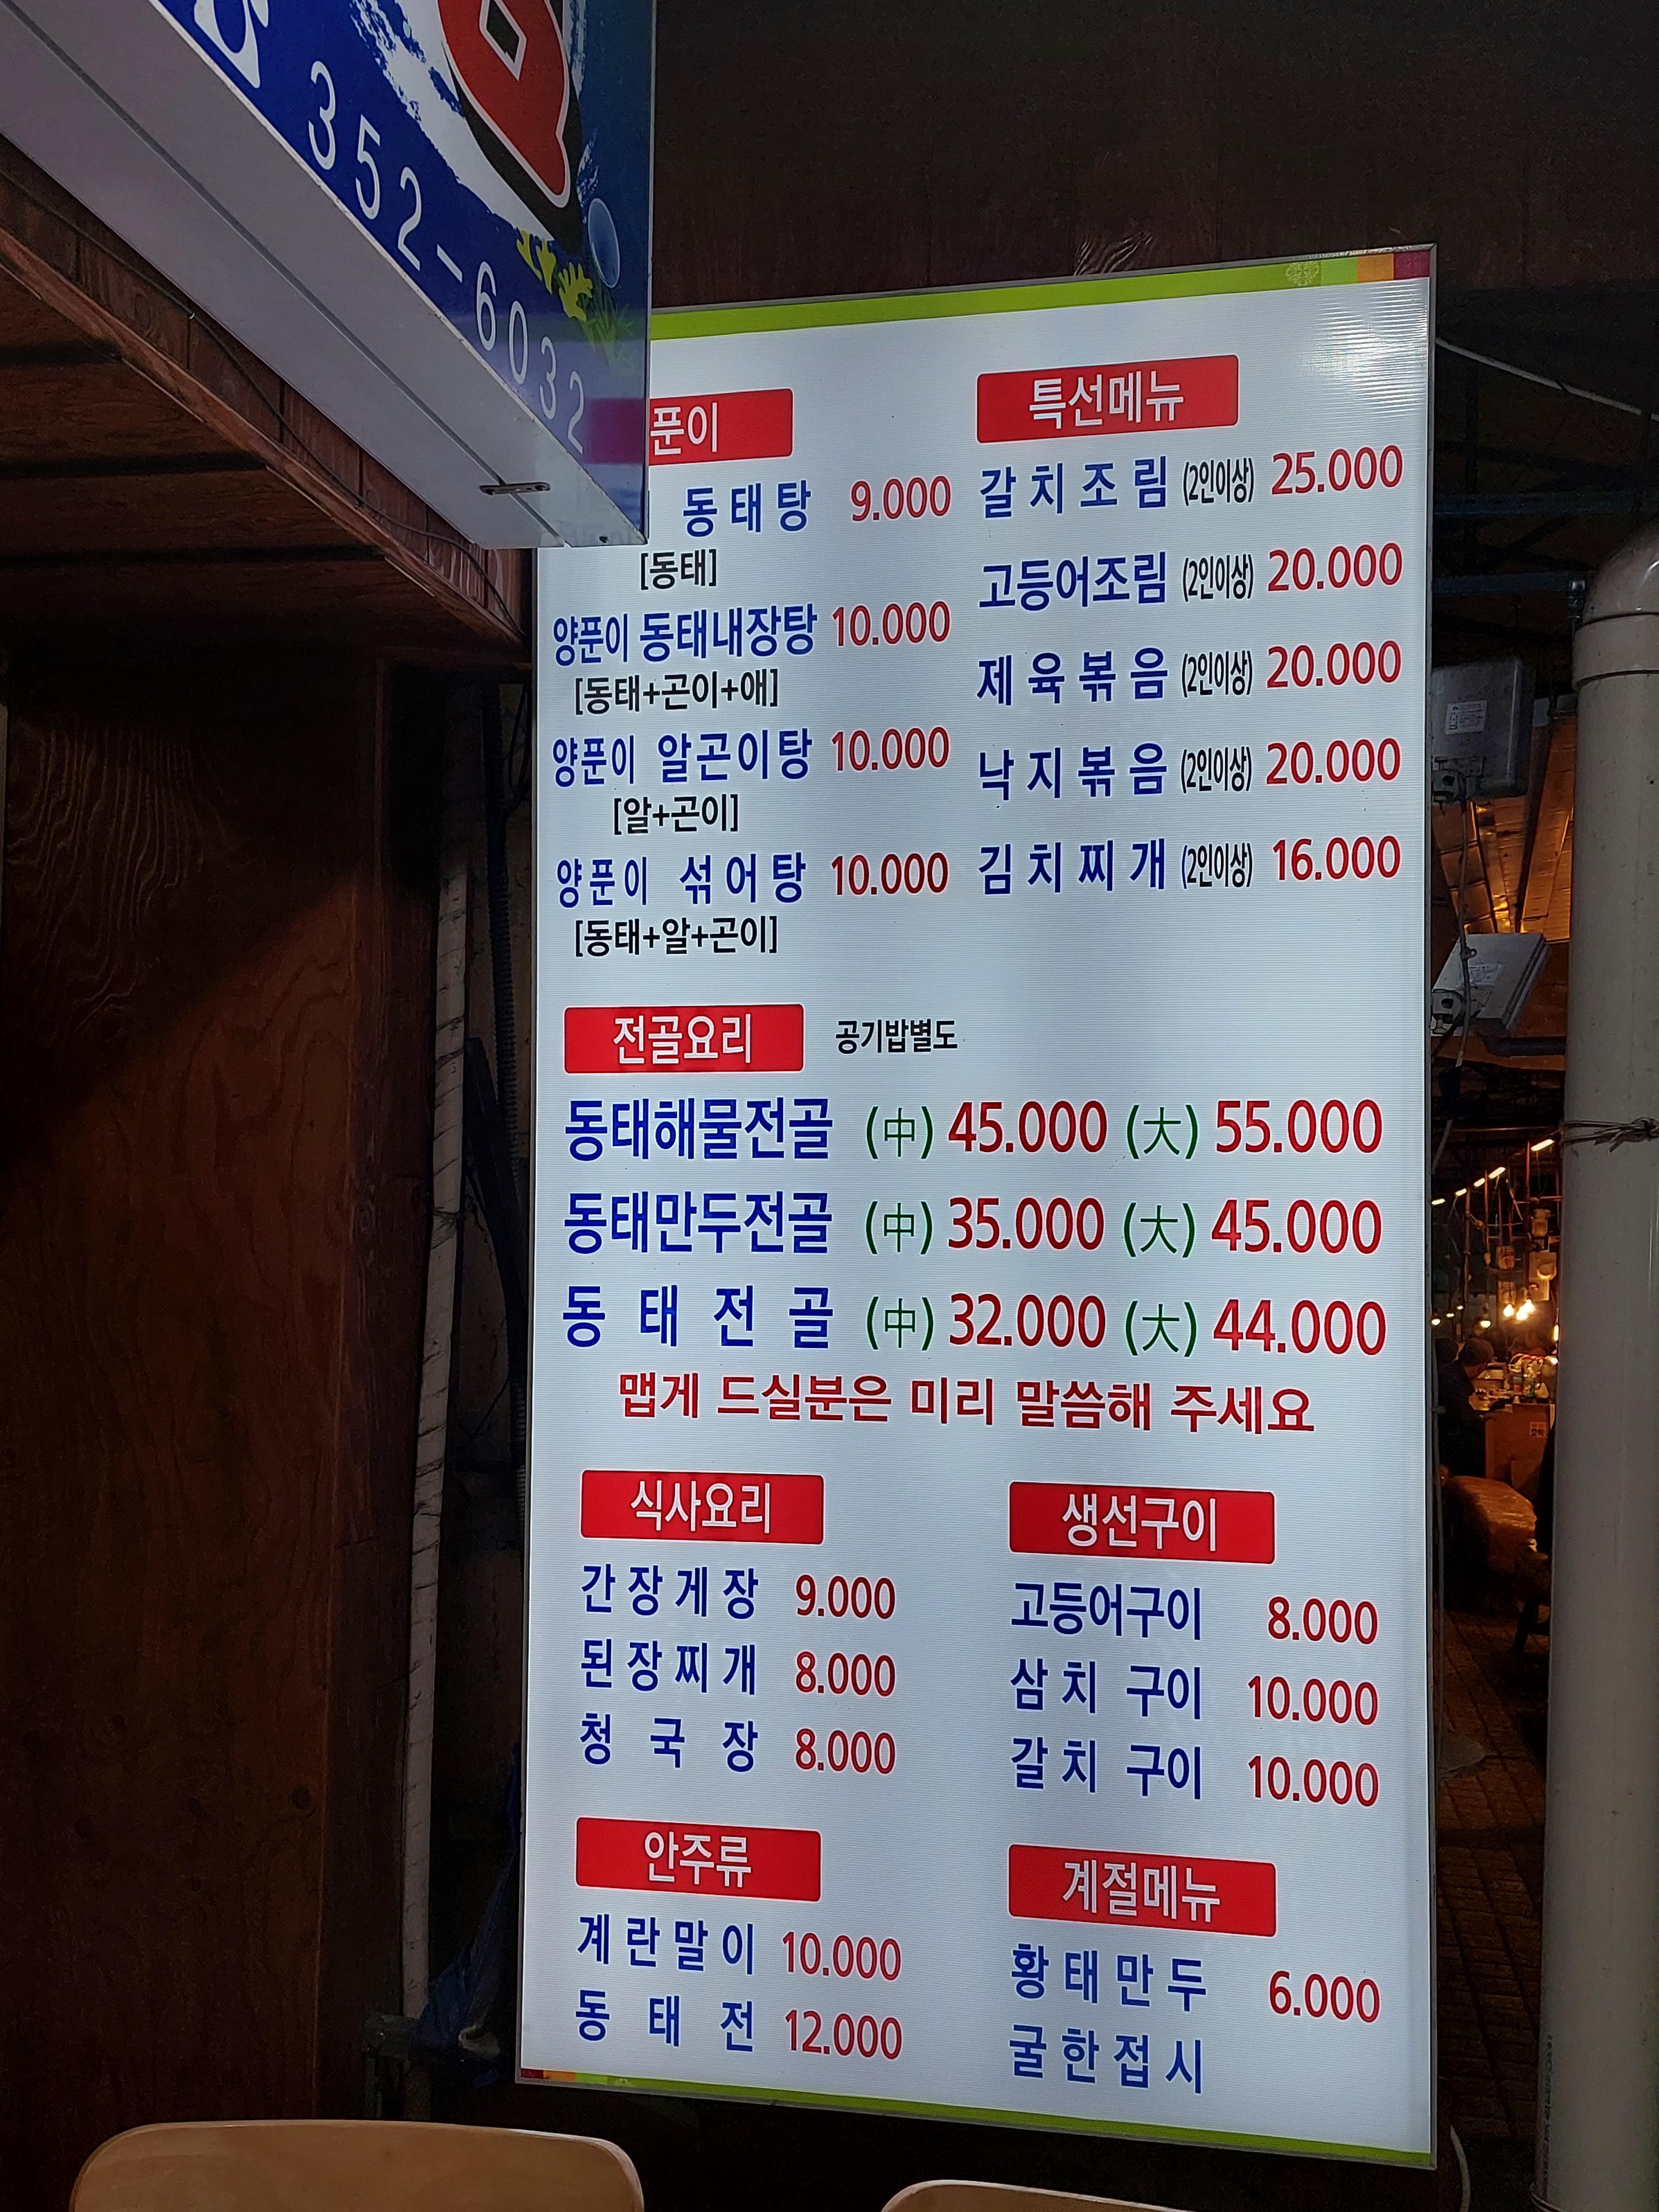 352-6032
푼이
동태탕 9.000
[동태]
양푼이 동태내장탕 10.000
[동태+곤이+애]
양푼이 알곤이탕 10.000
[알+곤이]
양푼이 섞어탕 10.000
[동태+알+곤이]
특선메뉴
갈치조림 (2인이상) 25.000
고등어조림 (2인이상) 20.000
제육볶음 (2인이상) 20.000
낙지볶음 (2인이상) 20.000
김치찌개 (2인이상) 16.000
전골요리 공기밥별도
동태해물전골 (中) 45.000 (大) 55.000
동태만두전골 (中) 35.000 (大) 45.000
동태전골 (中) 32.000 (大) 44.000
맵게 드실분은 미리 말씀해 주세요
식사요리
간장게장 9.000
된장찌개 8.000
청국장 8.000
생선구이
고등어구이 8.000
삼치 구이 10.000
갈치 구이 10.000
안주류
계란말이 10.000
동태전 12.000
계절메뉴
황태만두 6.000
굴한접시